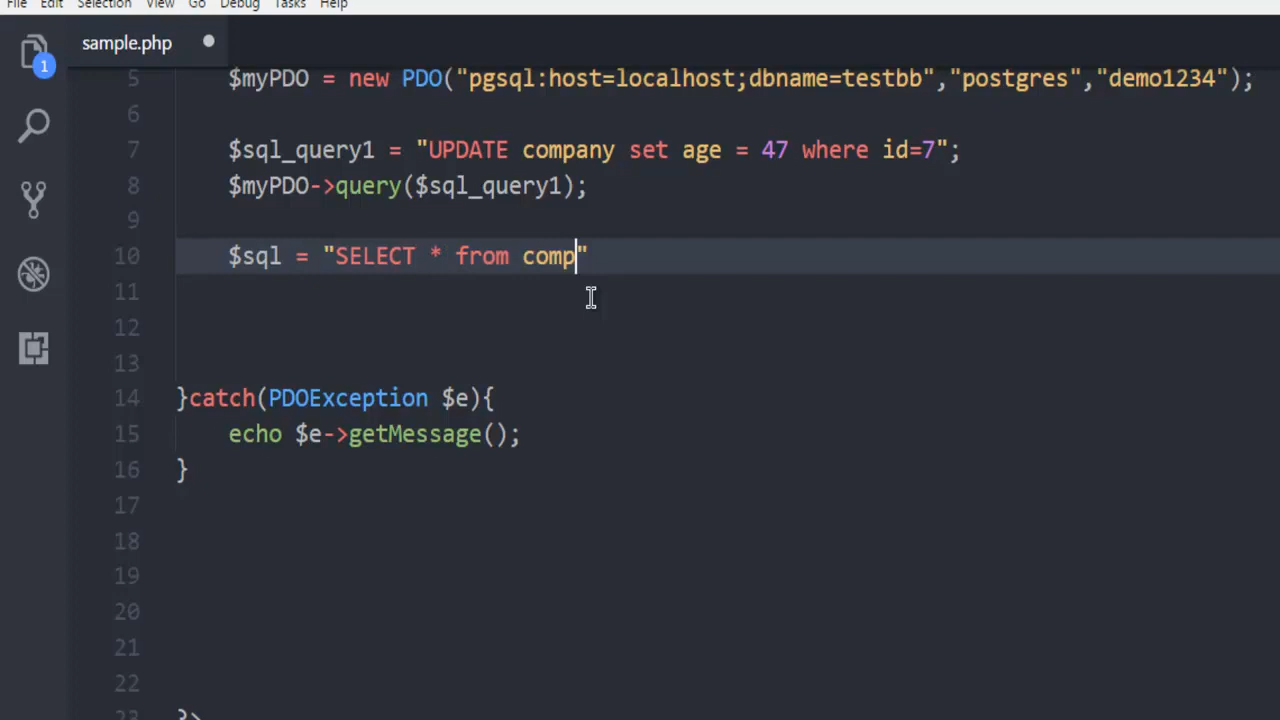 File Edit Selection View Go Debug Tasks Help
1
sample.php
5 $myPDO = new PDO("pgsql:host=localhost;dbname=testbb","postgres","demo1234");
6
7 $sql_query1 = "UPDATE company set age = 47 where id=7";
8 $myPDO->query($sql_query1);
9
10 $sql = "SELECT * from comp"
11
12
13
14 }catch(PDOException $e){
15 echo $e->getMessage();
16 }
17
18
19
20
21
22
23